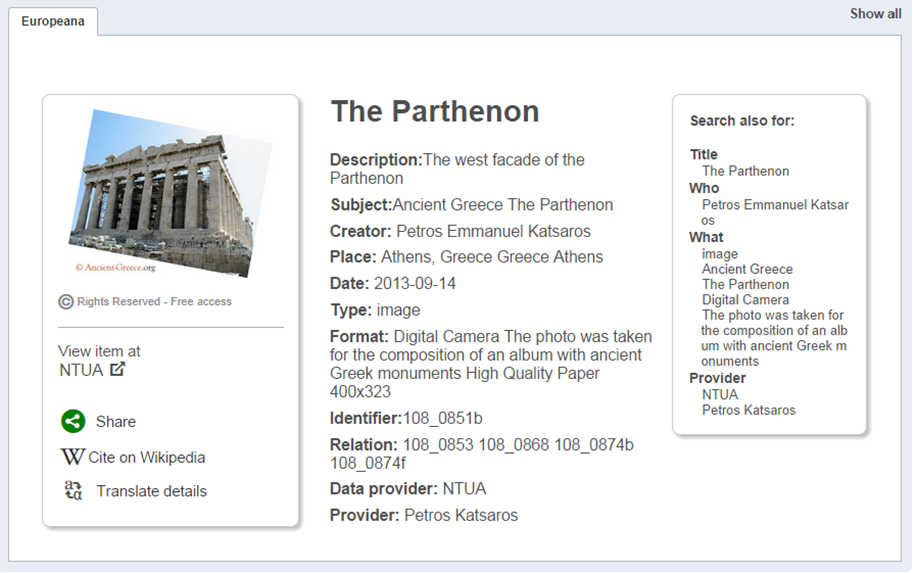 Europeana
Show all
© Ancient-Greece.org
© Rights Reserved - Free access
View item at
NTUA
Share
W Cite on Wikipedia
Translate details
The Parthenon
Description:The west facade of the
Parthenon
Subject:Ancient Greece The Parthenon
Creator: Petros Emmanuel Katsaros
Place: Athens, Greece Greece Athens
Date: 2013-09-14
Type: image
Format: Digital Camera The photo was taken
for the composition of an album with ancient
Greek monuments High Quality Paper
400x323
Identifier:108_0851b
Relation: 108_0853 108_0868 108_0874b
108_0874f
Data provider: NTUA
Provider: Petros Katsaros
Search also for:
Title
The Parthenon
Who
Petros Emmanuel Katsar
os
What
image
Ancient Greece
The Parthenon
Digital Camera
The photo was taken for
the composition of an alb
um with ancient Greek m
onuments
Provider
NTUA
Petros Katsaros